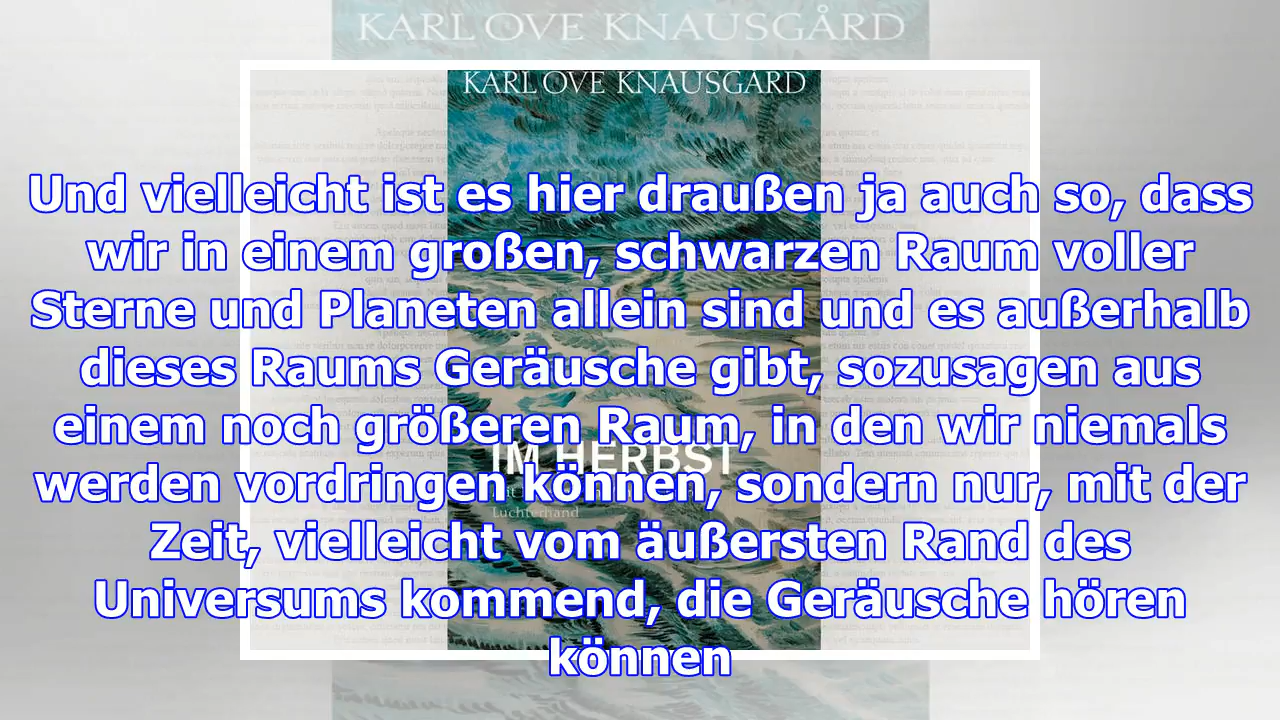 KARL OVE KNAUSGÅRD
KARL OVE KNAUSGÅRD
Und vielleicht ist es hier draußen ja auch so, dass
wir in einem großen, schwarzen Raum voller
Sterne und Planeten allein sind und es außerhalb
dieses Raums Geräusche gibt, sozusagen aus
einem noch größeren Raum, in den wir niemals
IM HERBST
werden vordringen können, sondern nur, mit der
Luchterhand
Zeit, vielleicht vom äußersten Rand des
Universums kommend, die Geräusche hören
können